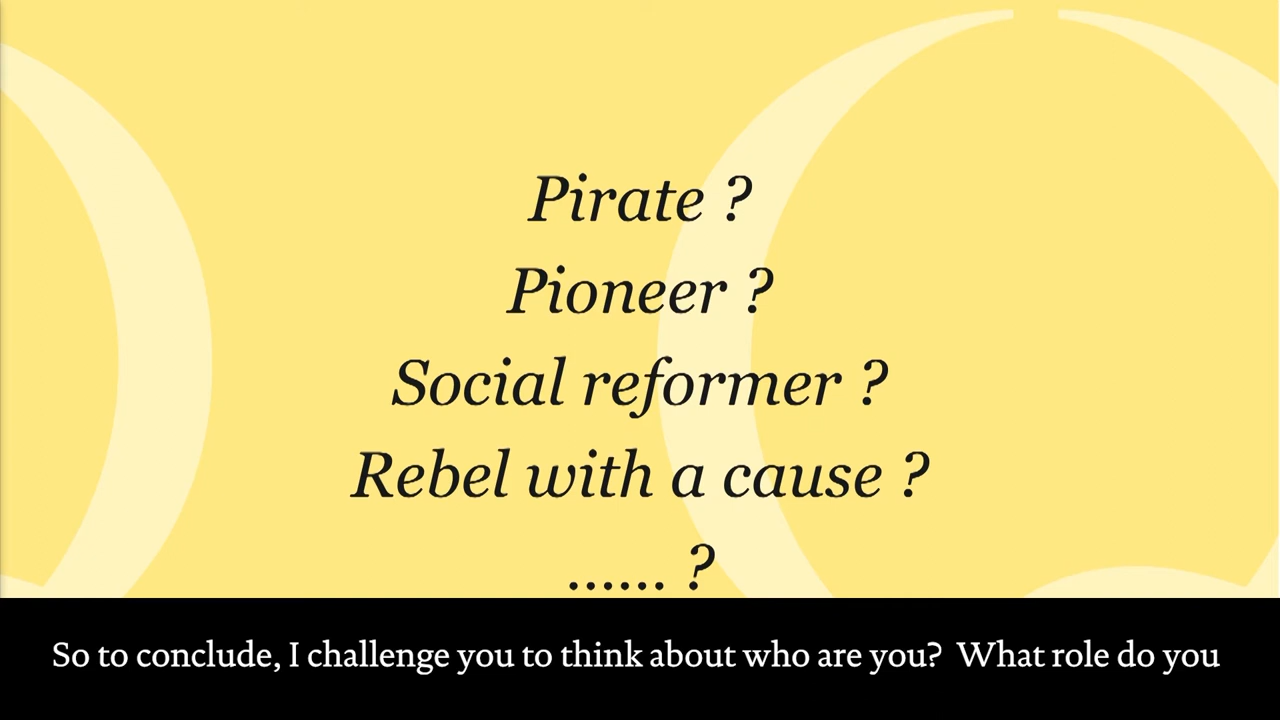 Pirate ?
Pioneer ?
Social reformer ?
Rebel with a cause ?
...... ?
So to conclude, I challenge you to think about who are you?  What role do you